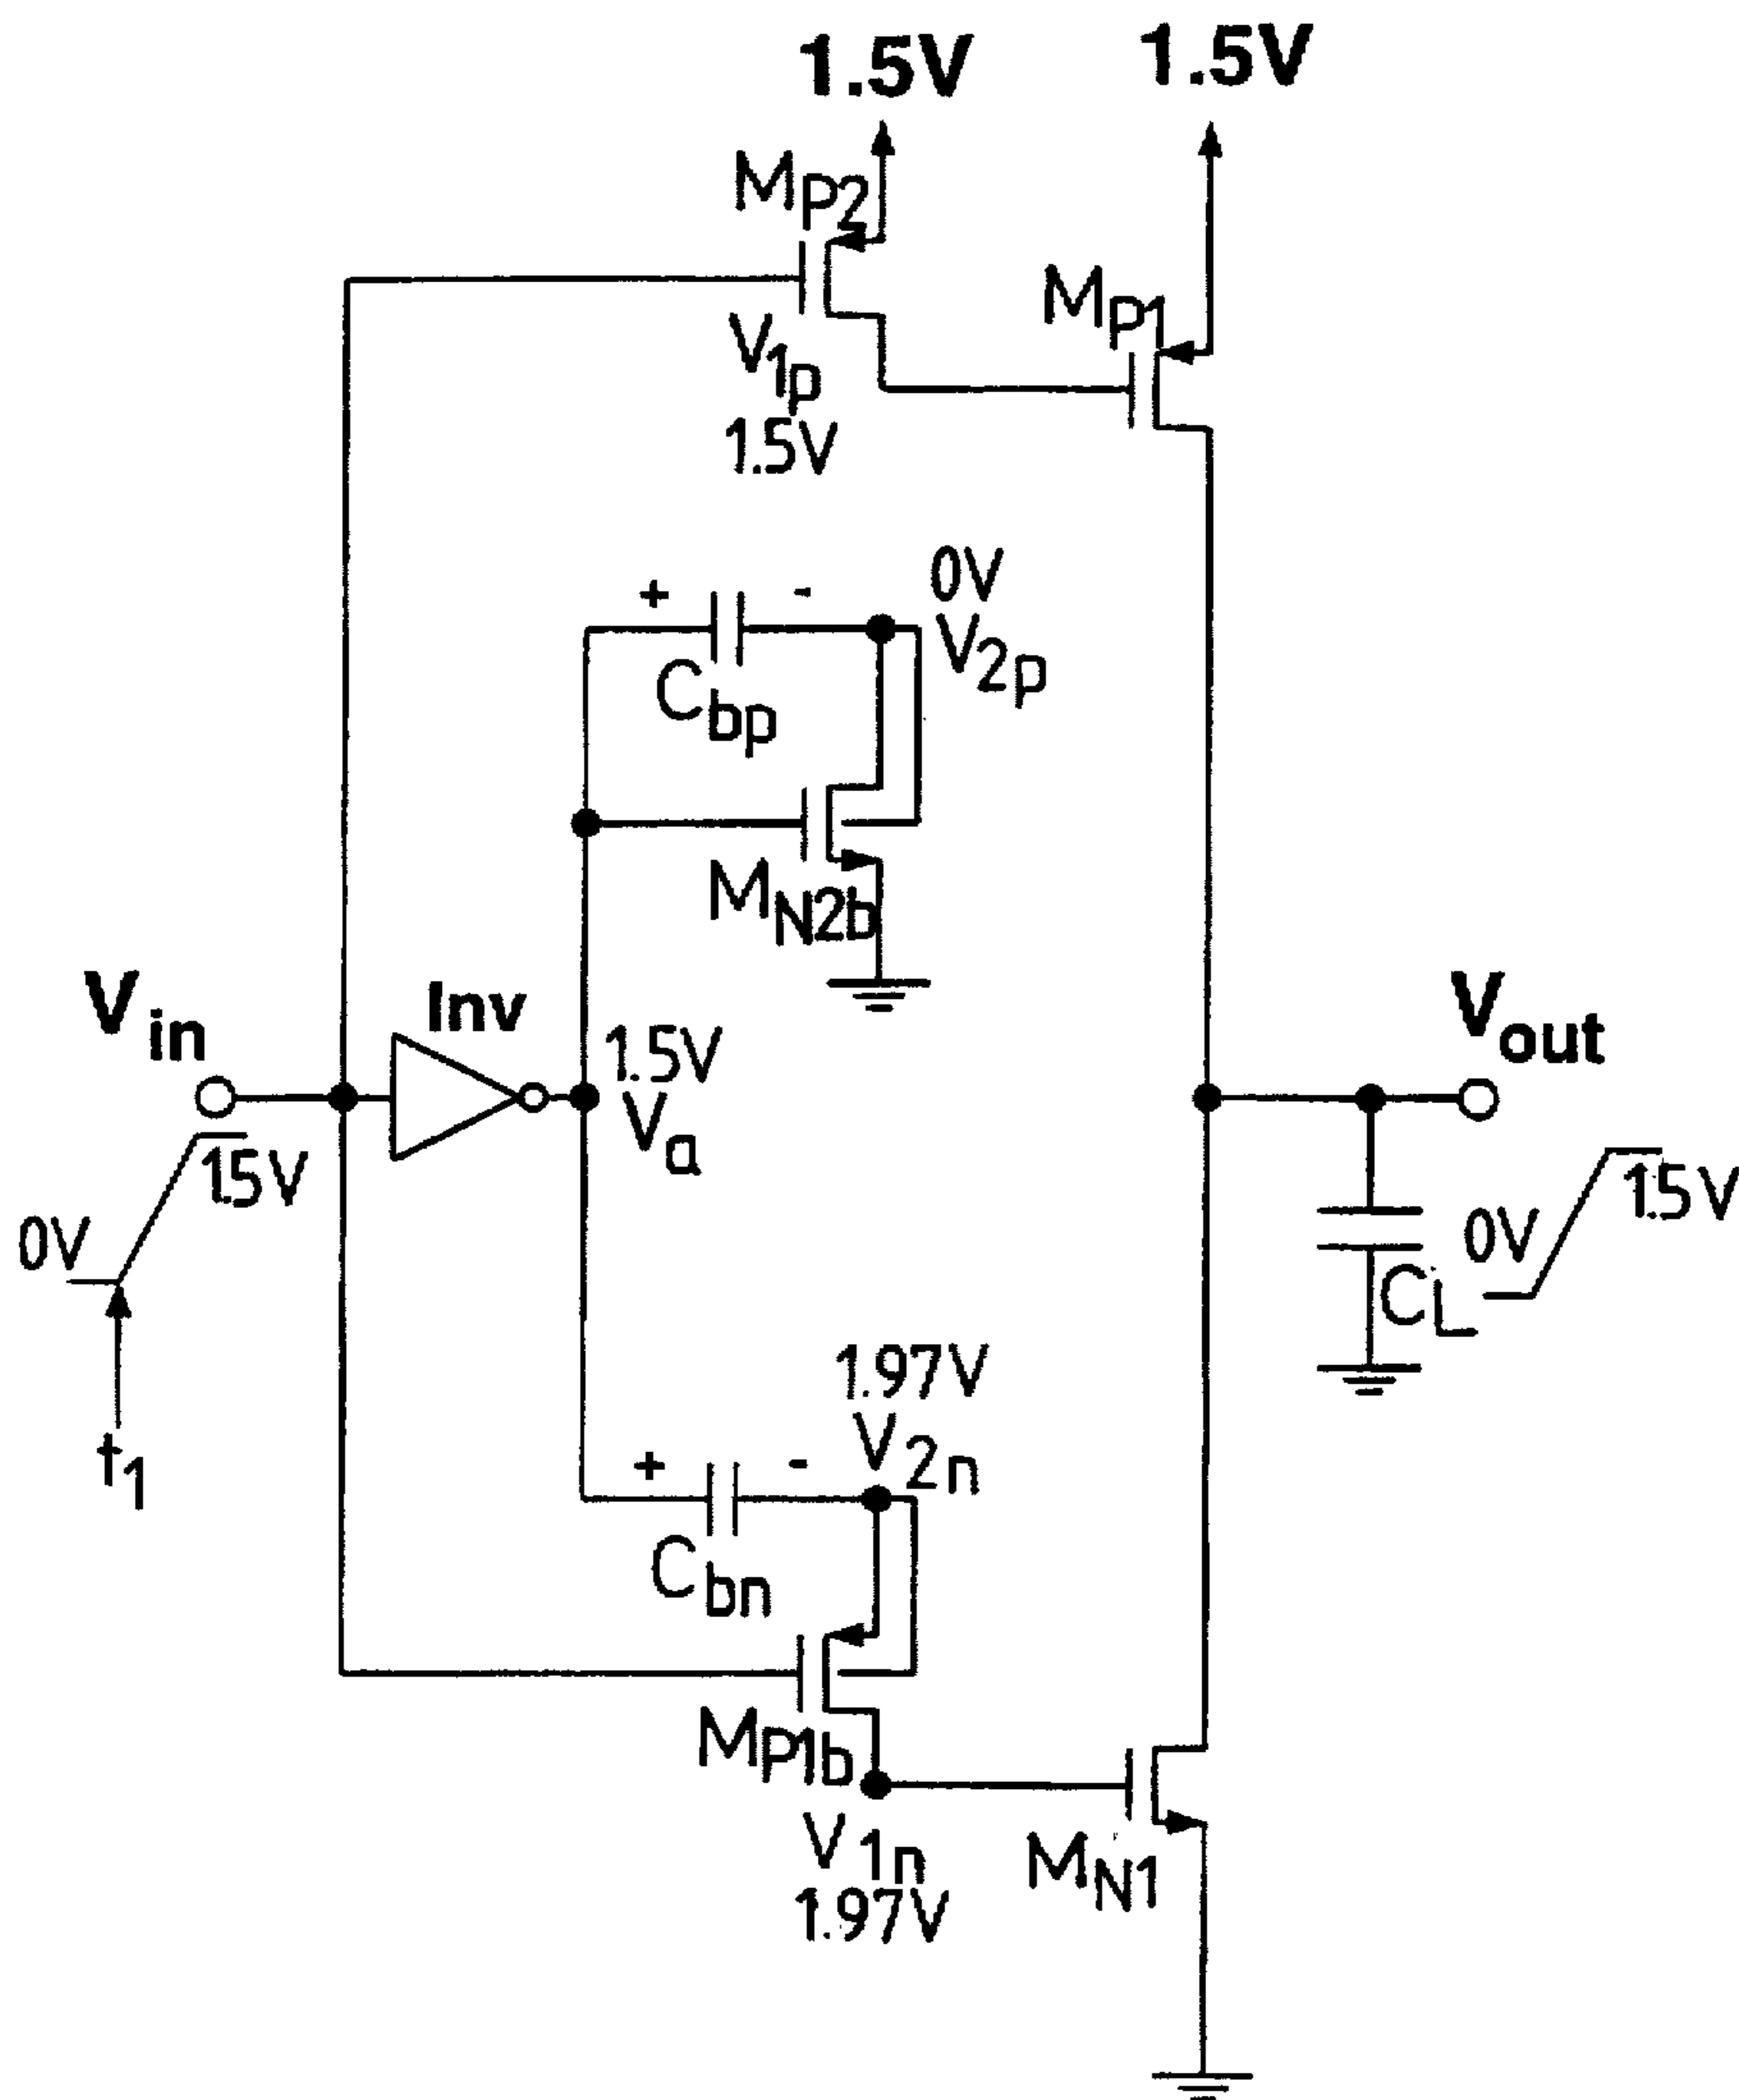 1.5V
1.5V
MP2
MP1
V1p
1.5V
+
-
0V
V2p
Cbp
MN2b
Vin
Inv
1.5V
Va
Vout
1.5V
0V
t1
1.5V
0V
CL
1.97V
V2n
+
-
Cbn
MP1b
V1n
1.97V
MN1